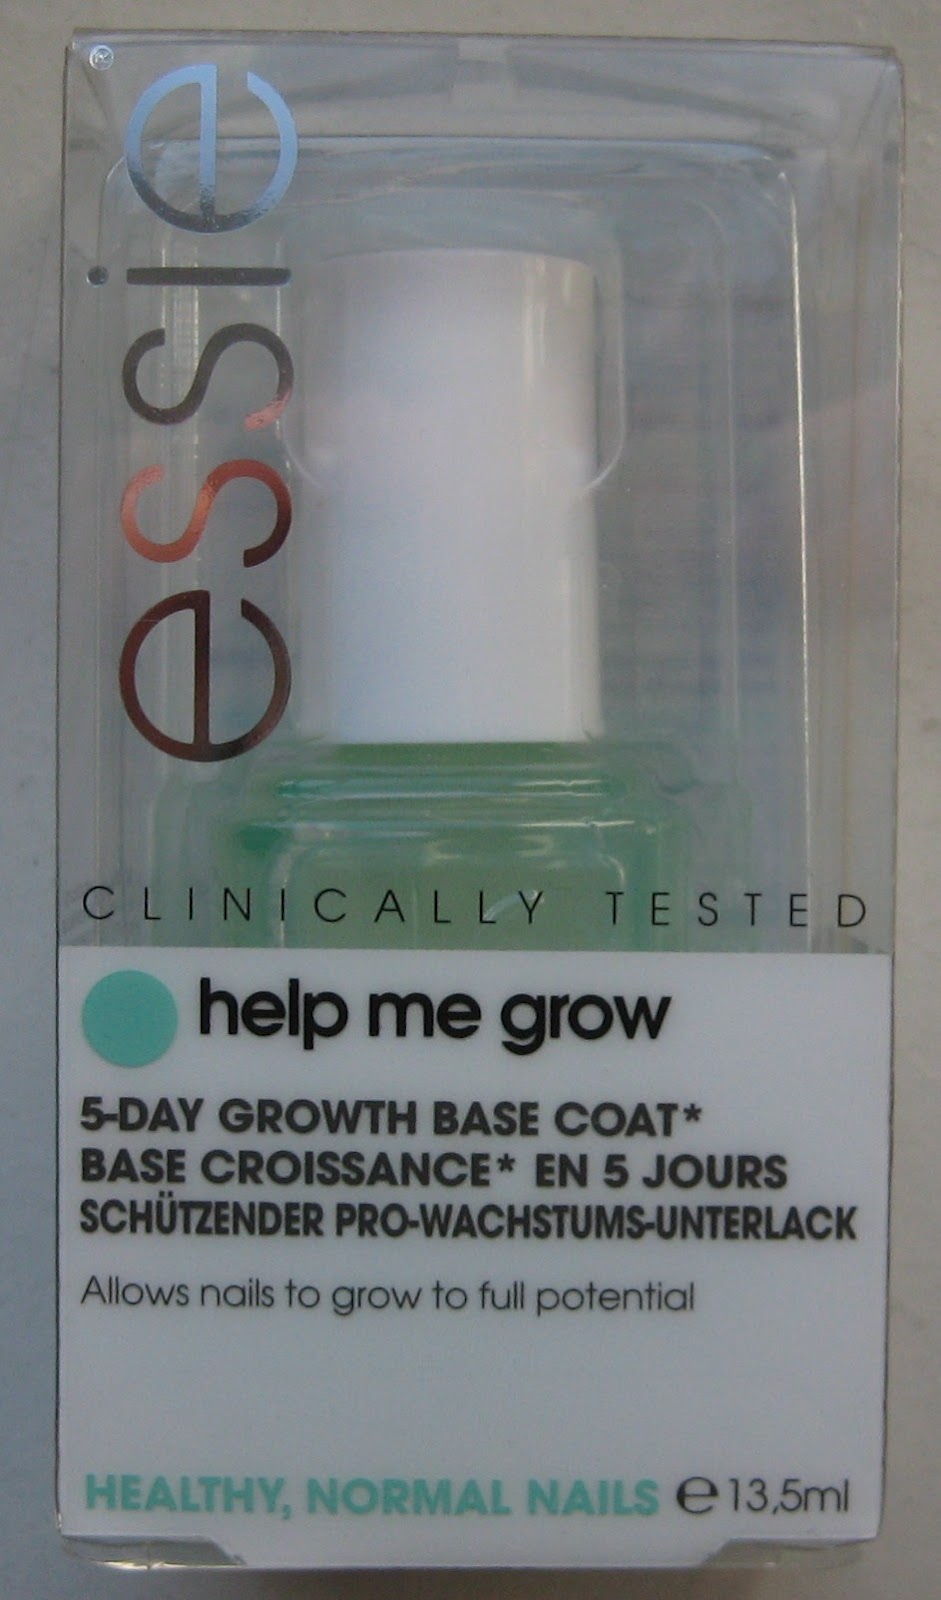 essie
CLINICALLY TESTED
help me grow
5-DAY GROWTH BASE COAT*
BASE CROISSANCE* EN 5 JOURS
SCHÜTZENDER PRO-WACHSTUMS-UNTERLACK
Allows nails to grow to full potential
HEALTHY, NORMAL NAILS ℮13,5ml